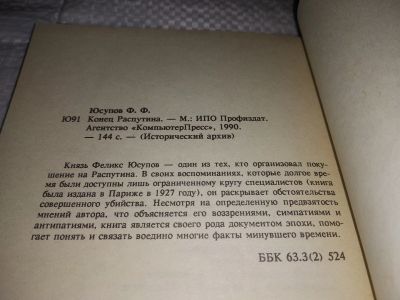 Юсупов Ф. Ф.
Ю91 Конец Распутина. — М.: ИПО Профиздат.
Агентство «КомпьютерПресс», 1990.
— 144 с. — (Исторический архив)
Князь Феликс Юсупов — один из тех, кто организовал поку-
шение на Распутина. В своих воспоминаниях, которые долгое вре-
мя были доступны лишь ограниченному кругу специалистов (книга
была издана в Париже в 1927 году), он раскрывает обстоятельства
совершенного убийства. Несмотря на определенную предвзятость
мнений автора, что объясняется его воззрениями, симпатиями и
антипатиями, книга является своего рода документом эпохи, помо-
гает понять и связать воедино многие факты минувшего времени.
ББК 63.3(2) 524